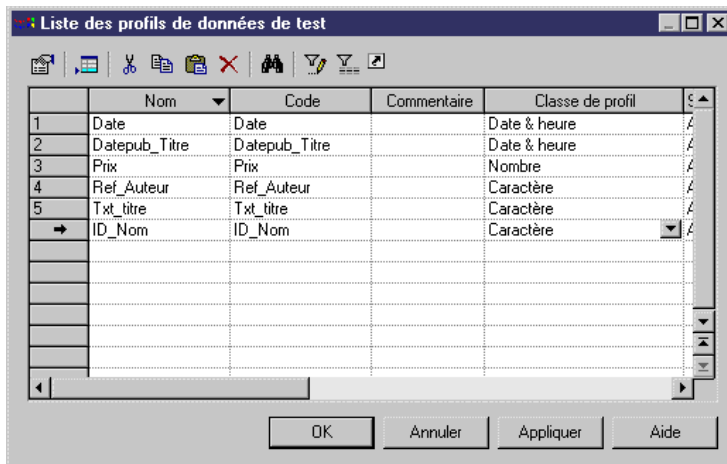 Liste des profils de données de test
Nom Code Commentaire Classe de profil
1 Date Date Date & heure
2 Datepub_Titre Datepub_Titre Date & heure
3 Prix Prix Nombre
4 Ref_Auteur Ref_Auteur Caractère
5 Txt_titre Txt_titre Caractère
ID_Nom ID_Nom Caractère
OK Annuler Appliquer Aide